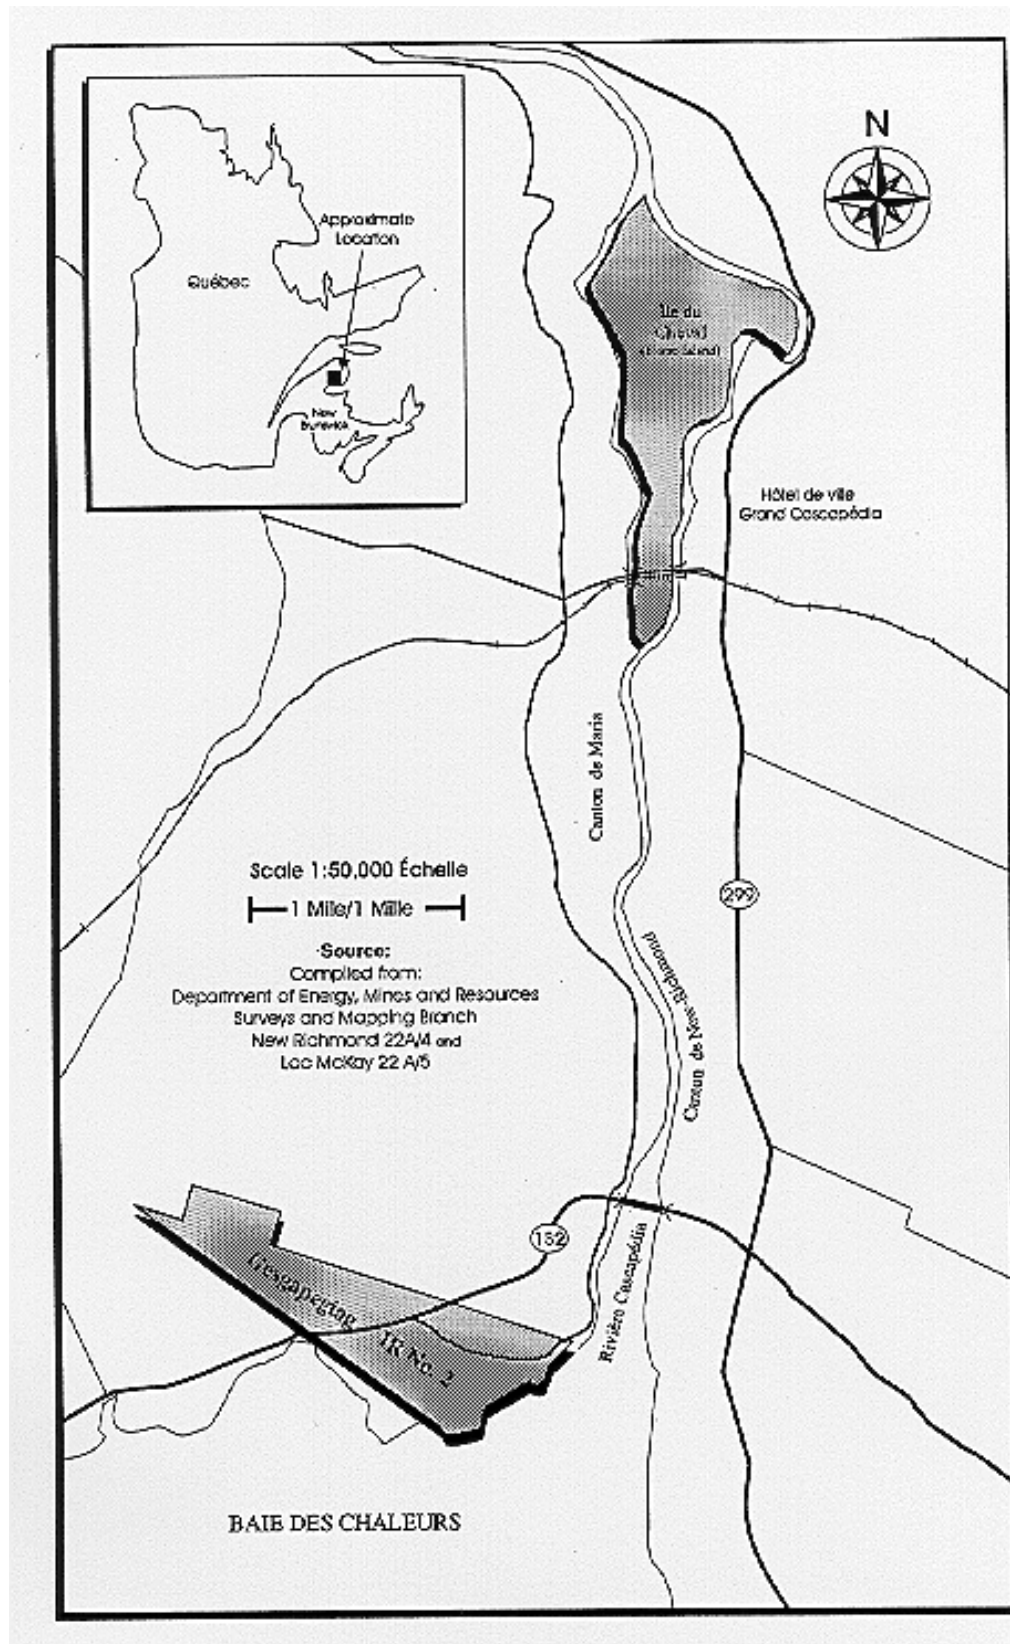 N
Approximate
Location
Québec
New
Brunswick
Île du
Cheval
(Horse Island)
Hôtel de ville
Grand Cascapédia
Canton de Maria
299
Scale 1:50,000 Échelle
1 Mile/1 Mille
Source:
Compiled from:
Department of Energy, Mines and Resources
Surveys and Mapping Branch
New Richmond 22A/4 and
Lac McKay 22 A/5
Canton de New-Richmond
132
Gesgapegiag IR No. 2
Rivière Cascapédia
BAIE DES CHALEURS